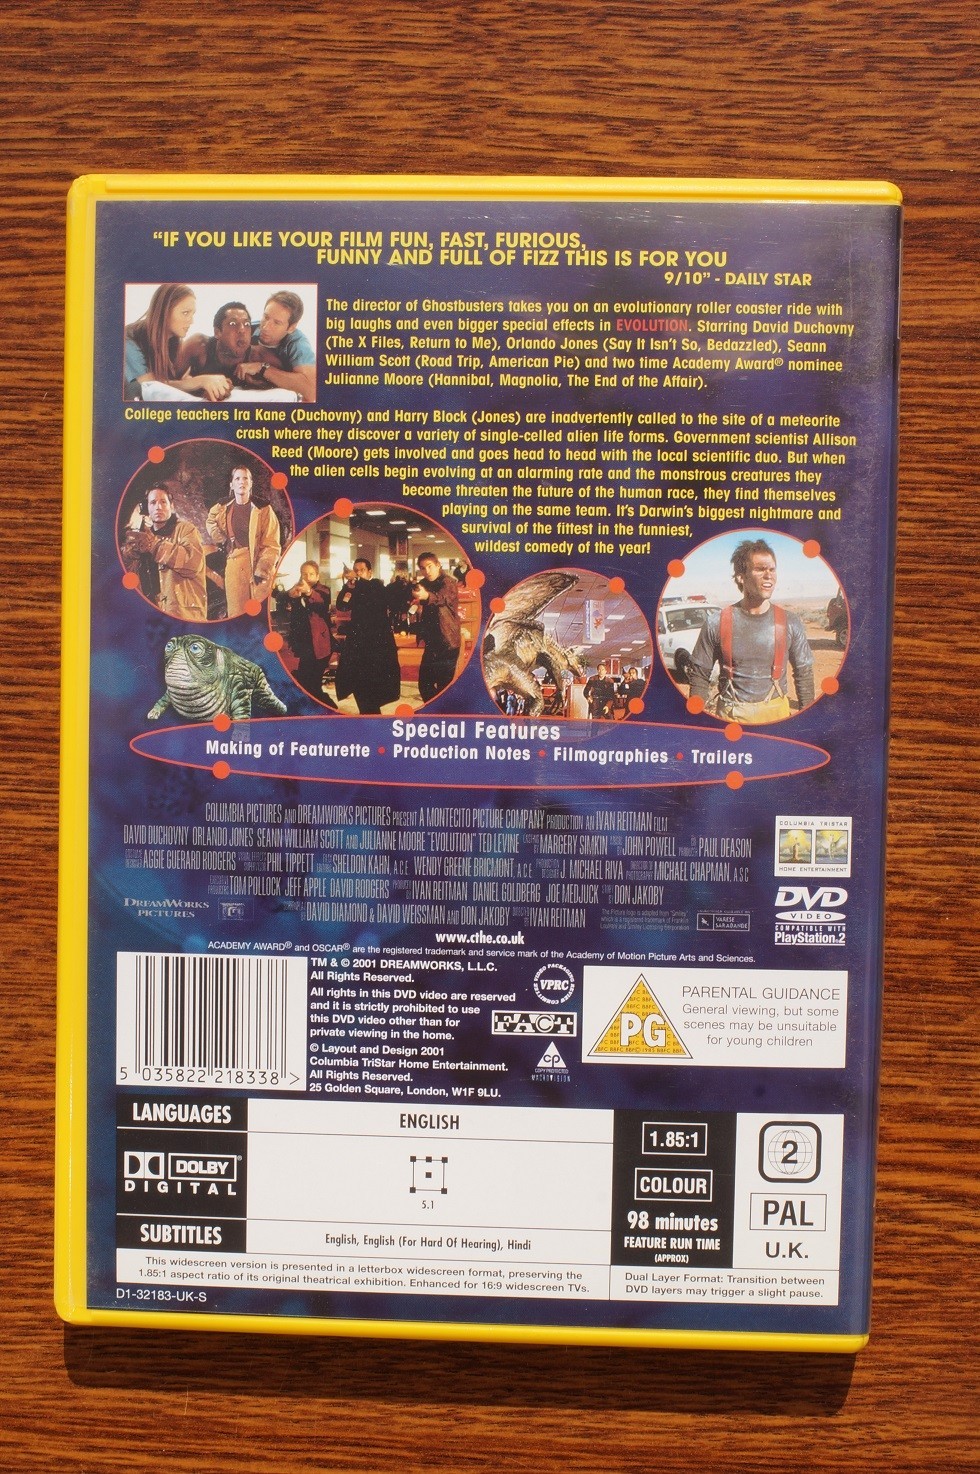 “IF YOU LIKE YOUR FILM FUN, FAST, FURIOUS,
FUNNY AND FULL OF FIZZ THIS IS FOR YOU
9/10” - DAILY STAR
The director of Ghostbusters takes you on an evolutionary roller coaster ride with
big laughs and even bigger special effects in EVOLUTION. Starring David Duchovny
(The X Files, Return to Me), Orlando Jones (Say It Isn't So, Bedazzled), Seann
William Scott (Road Trip, American Pie) and two time Academy Award® nominee
Julianne Moore (Hannibal, Magnolia, The End of the Affair).
College teachers Ira Kane (Duchovny) and Harry Block (Jones) are inadvertently called to the site of a meteorite
crash where they discover a variety of single-celled alien life forms. Government scientist Allison
Reed (Moore) gets involved and goes head to head with the local scientific duo. But when
the alien cells begin evolving at an alarming rate and the monstrous creatures they
become threaten the future of the human race, they find themselves
playing on the same team. It's Darwin's biggest nightmare and
survival of the fittest in the funniest,
wildest comedy of the year!
Special Features
Making of Featurette • Production Notes • Filmographies • Trailers
COLUMBIA PICTURES AND DREAMWORKS PICTURES PRESENT A MONTECITO PICTURE COMPANY PRODUCTION AN IVAN REITMAN FILM
DAVID DUCHOVNY ORLANDO JONES SEANN WILLIAM SCOTT AND JULIANNE MOORE "EVOLUTION" TED LEVINE MARGERY SIMKIN JOHN POWELL PAUL DEASON
AGGIE GUERARD RODGERS PHIL TIPPETT SHELDON KAHN, A.C.E. WENDY GREENE BRICMONT, A.C.E. J. MICHAEL RIVA MICHAEL CHAPMAN, A.S.C.
TOM POLLOCK JEFF APPLE DAVID RODGERS IVAN REITMAN DANIEL GOLDBERG JOE MEDJUCK DON JAKOBY
DAVID DIAMOND & DAVID WEISSMAN AND DON JAKOBY IVAN REITMAN
DREAMWORKS
PICTURES
VARESE
SARABANDE
COLUMBIA TRISTAR
HOME ENTERTAINMENT
DVD
VIDEO
COMPATIBLE WITH
PlayStation.2
www.cthe.co.uk
ACADEMY AWARD® and OSCAR® are the registered trademark and service mark of the Academy of Motion Picture Arts and Sciences.
5 035822 218338 >
TM & © 2001 DREAMWORKS, L.L.C.
All Rights Reserved.
All rights in this DVD video are reserved
and it is strictly prohibited to use
this DVD video other than for
private viewing in the home.
© Layout and Design 2001
Columbia TriStar Home Entertainment.
All Rights Reserved.
25 Golden Square, London, W1F 9LU.
VPRC
FACT
CP
COPY PROTECTED
MACROVISION
PG
PARENTAL GUIDANCE
General viewing, but some
scenes may be unsuitable
for young children
LANGUAGES
ENGLISH
DOLBY
DIGITAL
5.1
SUBTITLES
English, English (For Hard Of Hearing), Hindi
1.85:1
COLOUR
98 minutes
FEATURE RUN TIME
(APPROX)
2
PAL
U.K.
This widescreen version is presented in a letterbox widescreen format, preserving the
1.85:1 aspect ratio of its original theatrical exhibition. Enhanced for 16:9 widescreen TVs.
Dual Layer Format: Transition between
DVD layers may trigger a slight pause.
D1-32183-UK-S